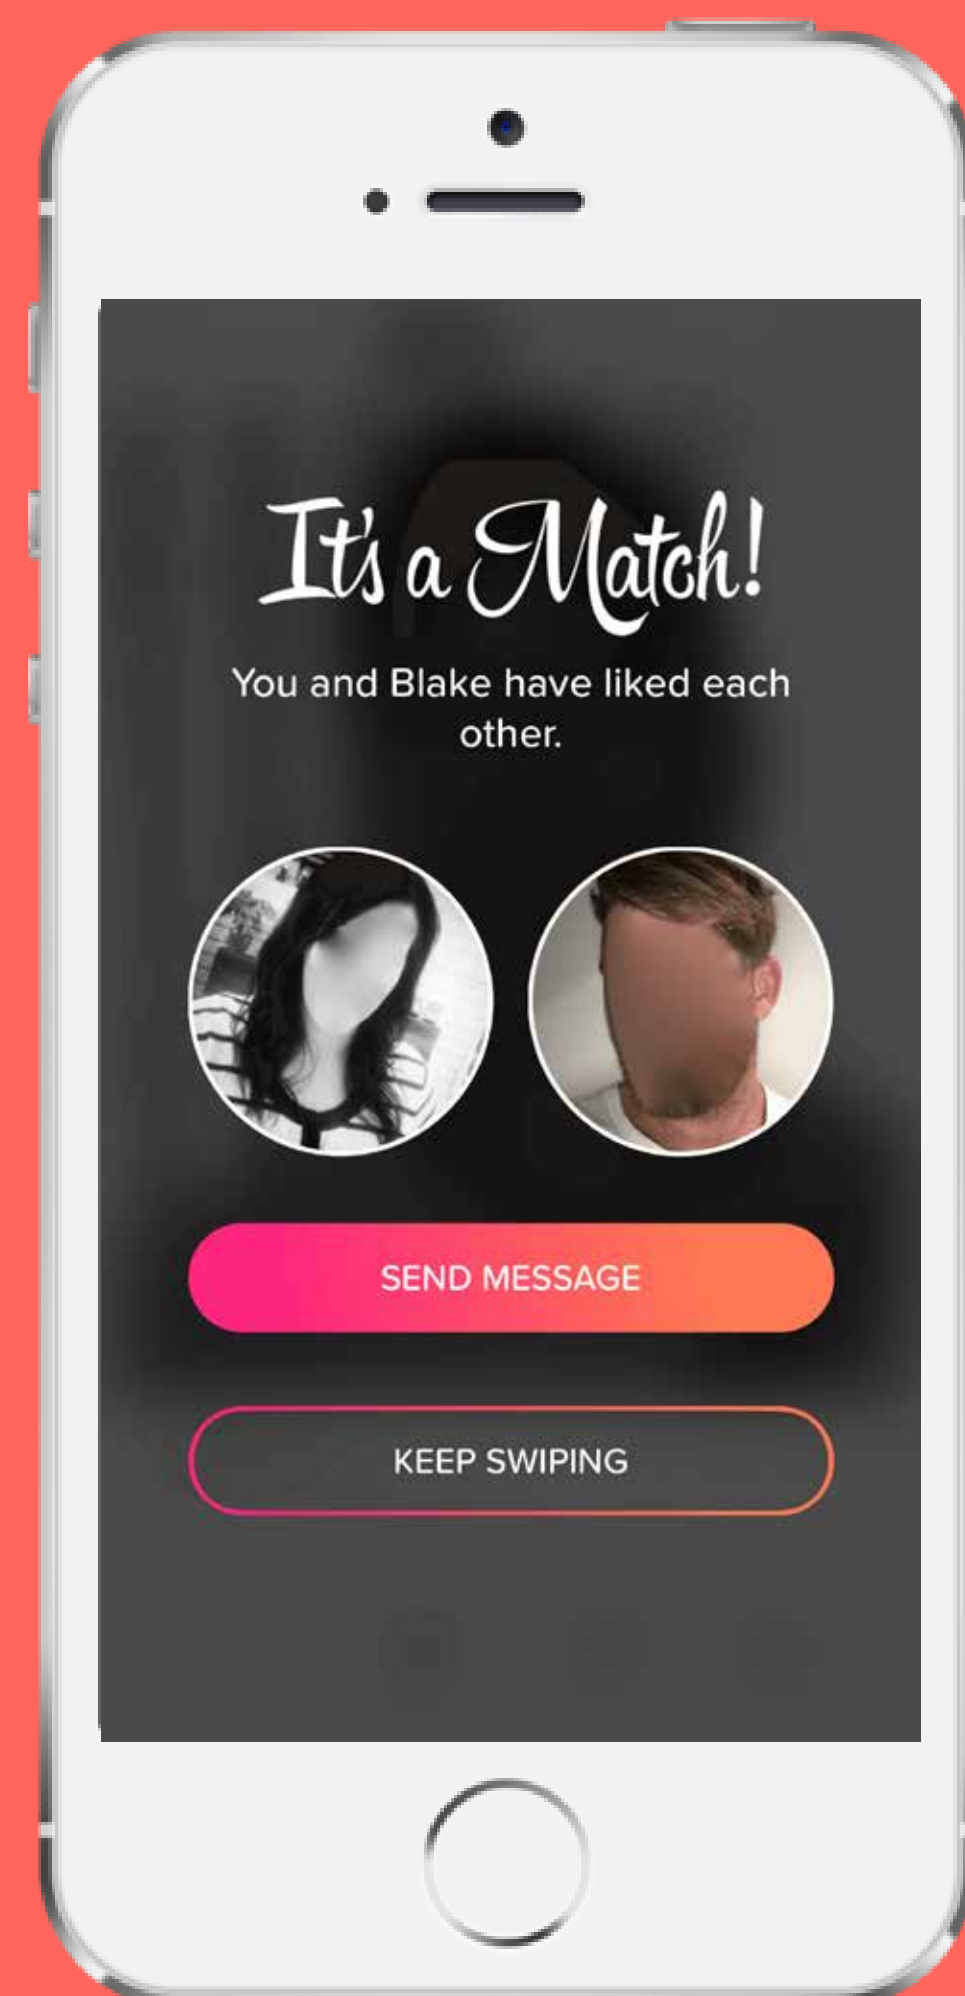 It's a Match!
You and Blake have liked each
other.
SEND MESSAGE
KEEP SWIPING